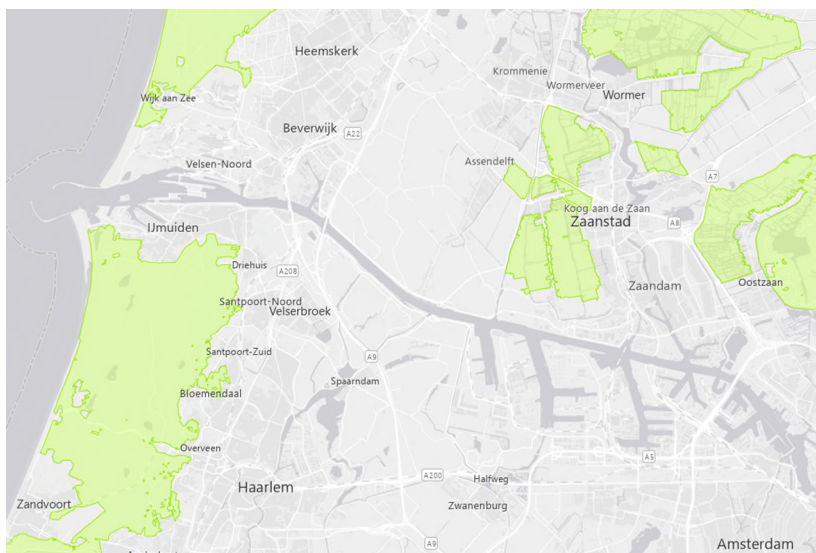 Heemskerk
Krommenie
Wormerveer
Wormer
Wijk aan Zee
Beverwijk
A22
Velsen-Noord
Assendelft
A7
Koog aan de Zaan
Zaanstad
A8
IJmuiden
Driehuis
A208
Zaandam
Oostzaan
Santpoort-Noord
Velserbroek
Santpoort-Zuid
A9
Spaarndam
Bloemendaal
Overveen
A5
A200
Halfweg
Haarlem
Zwanenburg
Zandvoort
A9
Amsterdam